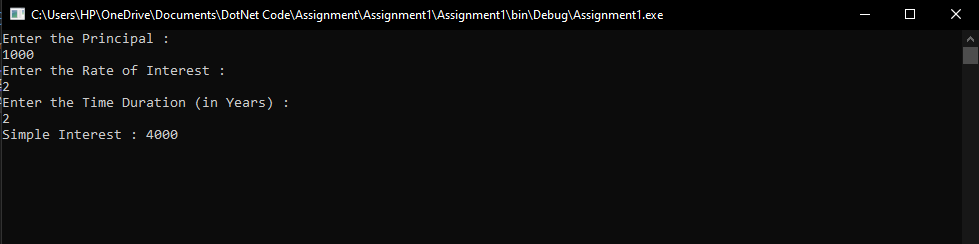 C:\Users\HP\OneDrive\Documents\DotNet Code\Assignment\Assignment1\Assignment1\bin\Debug\Assignment1.exe
Enter the Principal :
1000
Enter the Rate of Interest :
2
Enter the Time Duration (in Years) :
2
Simple Interest : 4000